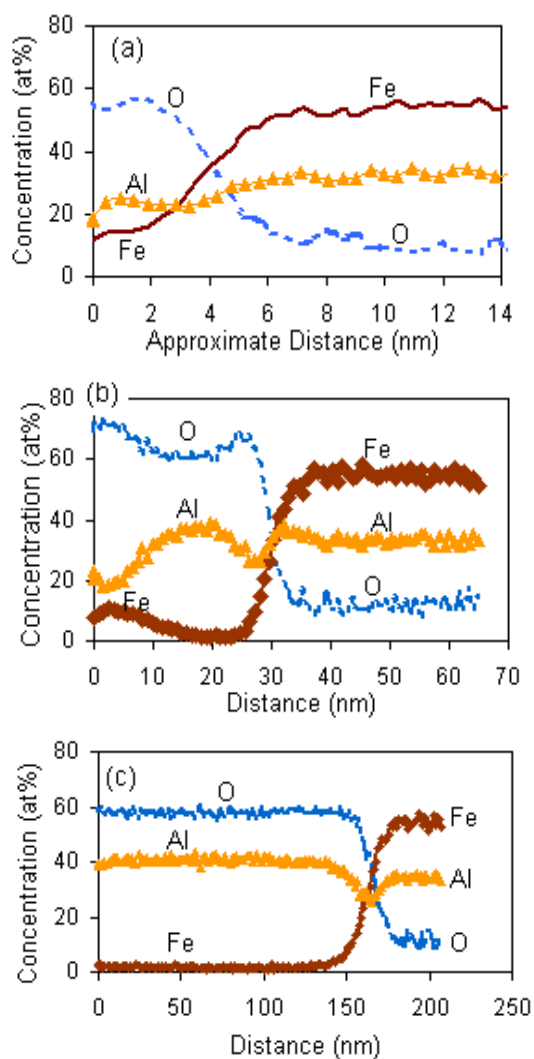 80
(a)
60
O
Fe
40
Al
20
Fe
O
0
0 2 4 6 8 10 12 14
Approximate Distance (nm)
Concentration (at%)
(b)
80
O
60
Fe
40
Al
Al
20
Fe
O
0
0 10 20 30 40 50 60 70
Distance (nm)
Concentration (at%)
80
(c)
60
O
Fe
40
Al
Al
20
Fe
O
0
0 50 100 150 200 250
Distance (nm)
Concentration (at%)